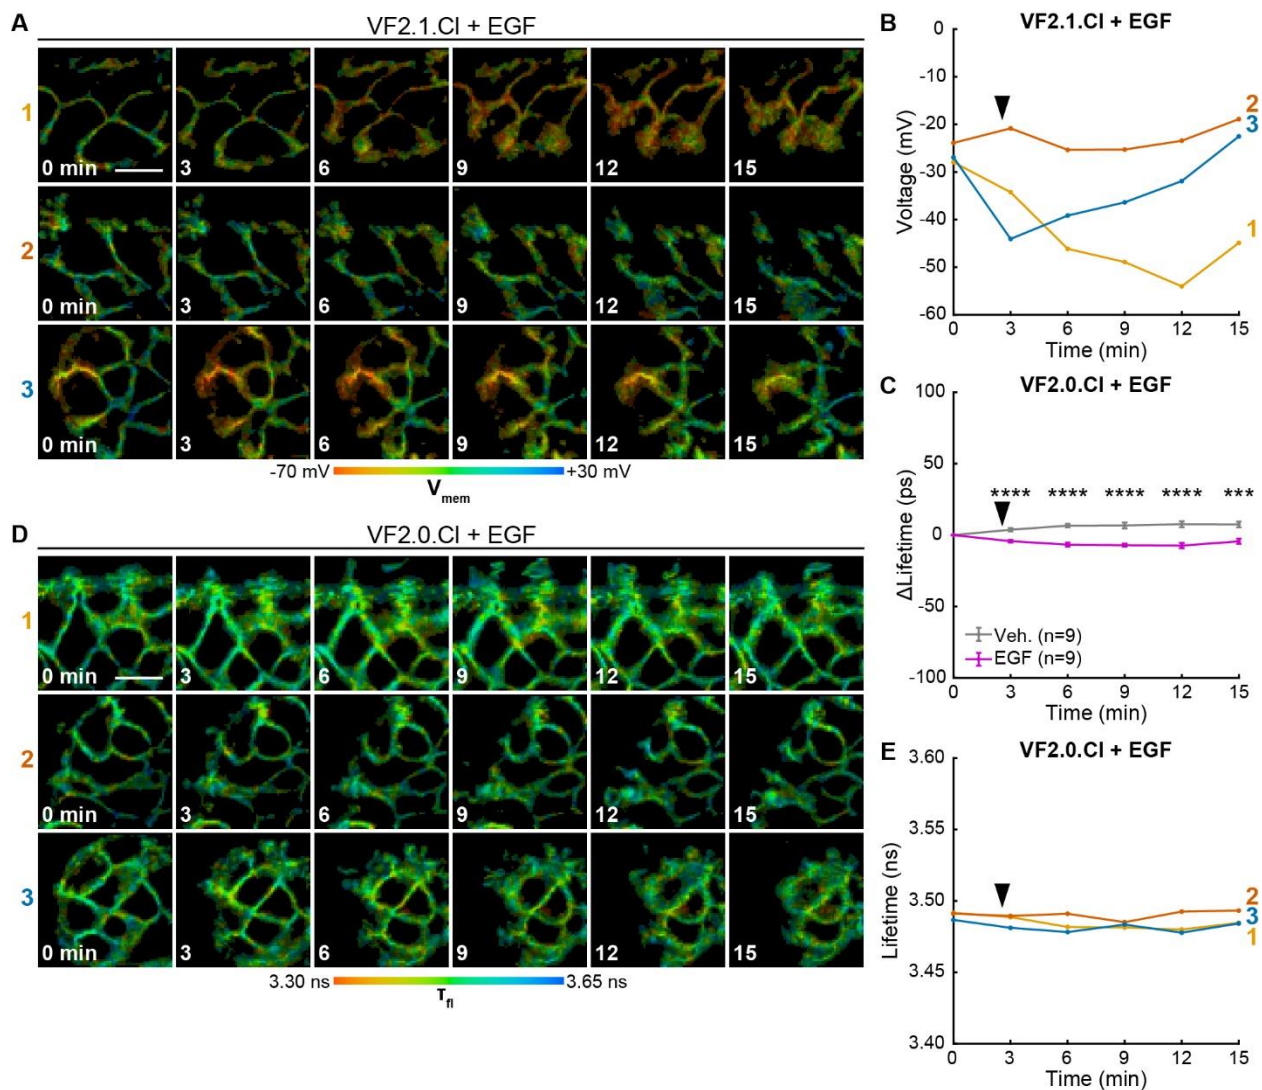 A
VF2.1.Cl + EGF
1
0 min
3
6
9
12
15
2
0 min
3
6
9
12
15
3
0 min
3
6
9
12
15
-70 mV
+30 mV
Vmem
B
VF2.1.Cl + EGF
Voltage (mV)
0
-10
-20
-30
-40
-50
-60
2
3
1
0 3 6 9 12 15
Time (min)
C
VF2.0.Cl + EGF
ΔLifetime (ps)
100
50
0
-50
-100
**** **** **** **** ***
Veh. (n=9)
EGF (n=9)
0 3 6 9 12 15
Time (min)
D
VF2.0.Cl + EGF
1
0 min
3
6
9
12
15
2
0 min
3
6
9
12
15
3
0 min
3
6
9
12
15
3.30 ns
3.65 ns
τfl
E
VF2.0.Cl + EGF
Lifetime (ns)
3.60
3.55
3.50
3.45
3.40
2
3
1
0 3 6 9 12 15
Time (min)